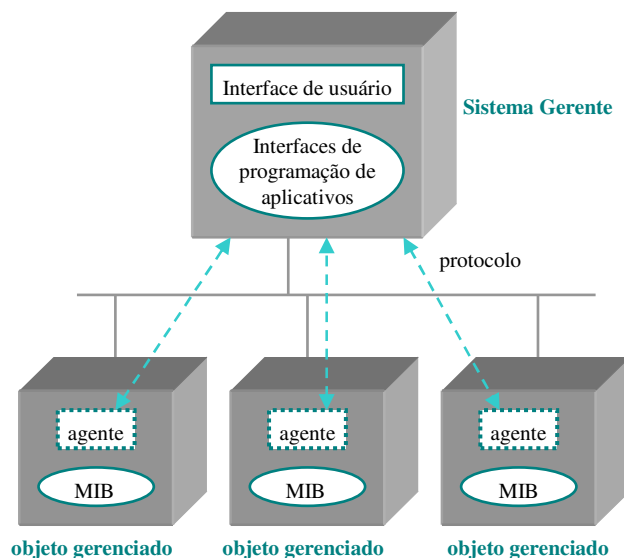 Interface de usuário
Sistema Gerente
Interfaces de
programação de
aplicativos
protocolo
agente
agente
agente
MIB
MIB
MIB
objeto gerenciado
objeto gerenciado
objeto gerenciado